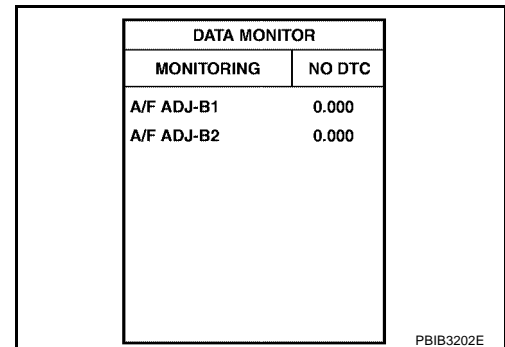 DATA MONITOR
MONITORING NO DTC
A/F ADJ-B1 0.000
A/F ADJ-B2 0.000
PBIB3202E